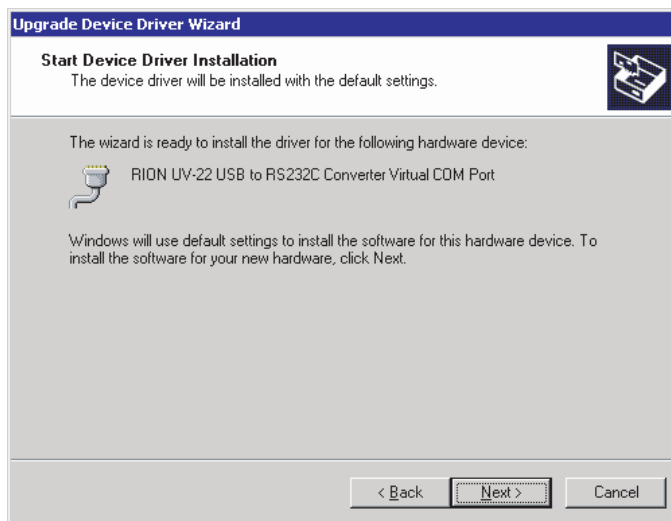 Upgrade Device Driver Wizard
Start Device Driver Installation
The device driver will be installed with the default settings.
The wizard is ready to install the driver for the following hardware device:
RION UV-22 USB to RS232C Converter Virtual COM Port
Windows will use default settings to install the software for this hardware device. To
install the software for your new hardware, click Next.
< Back
Next >
Cancel